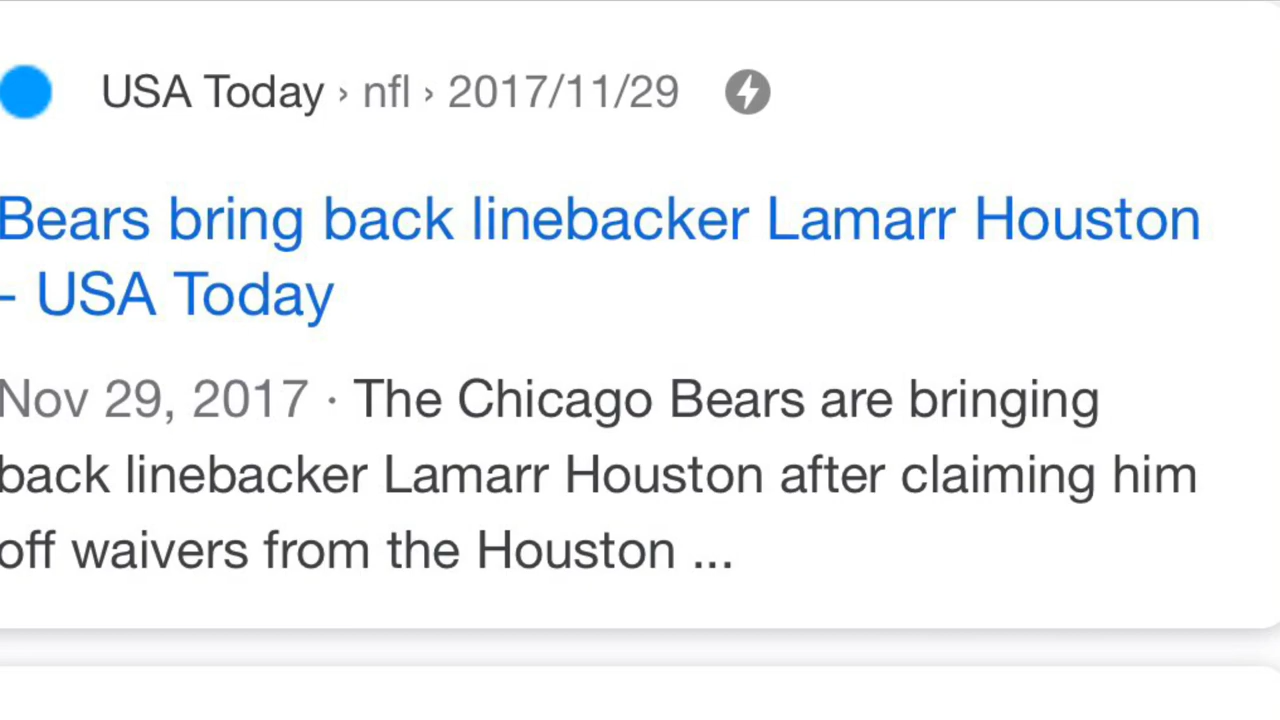 USA Today › nfl › 2017/11/29
Bears bring back linebacker Lamarr Houston
- USA Today
Nov 29, 2017 · The Chicago Bears are bringing
back linebacker Lamarr Houston after claiming him
off waivers from the Houston ...